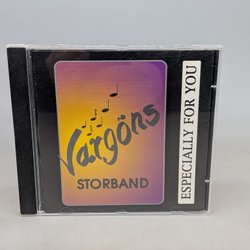 Vargöns
STORBAND
ESPECIALLY FOR YOU